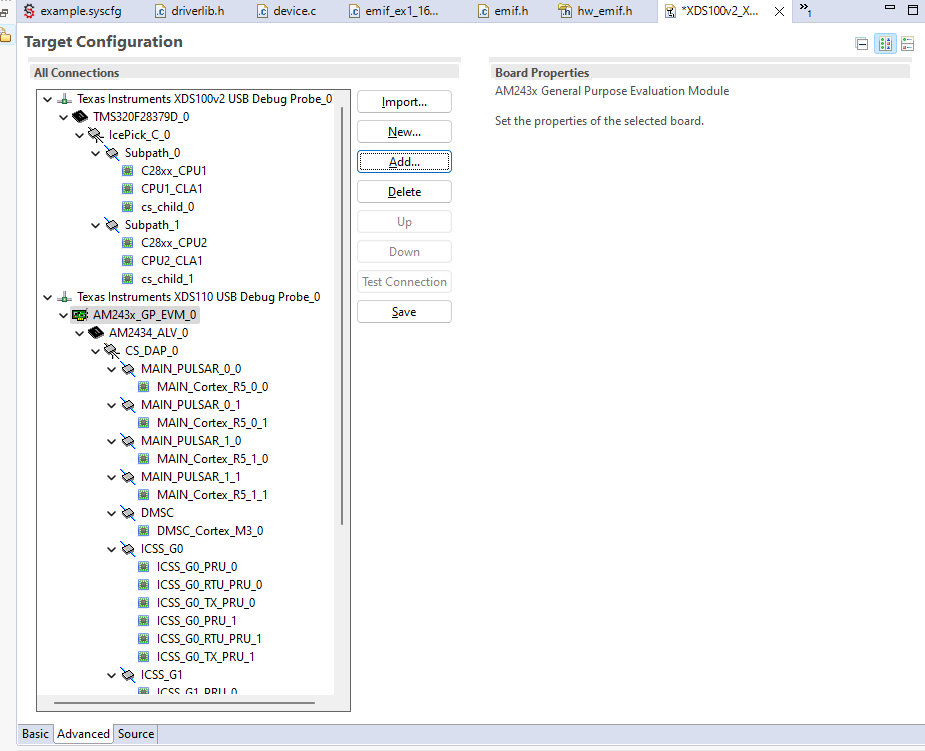 example.syscfg driverlib.h device.c emif_ex1_16... emif.h hw_emif.h *XDS100v2_X... 1
Target Configuration
All Connections
Texas Instruments XDS100v2 USB Debug Probe_0
TMS320F28379D_0
IcePick_C_0
Subpath_0
C28xx_CPU1
CPU1_CLA1
cs_child_0
Subpath_1
C28xx_CPU2
CPU2_CLA1
cs_child_1
Texas Instruments XDS110 USB Debug Probe_0
AM243x_GP_EVM_0
AM2434_ALV_0
CS_DAP_0
MAIN_PULSAR_0_0
MAIN_Cortex_R5_0_0
MAIN_PULSAR_0_1
MAIN_Cortex_R5_0_1
MAIN_PULSAR_1_0
MAIN_Cortex_R5_1_0
MAIN_PULSAR_1_1
MAIN_Cortex_R5_1_1
DMSC
DMSC_Cortex_M3_0
ICSS_G0
ICSS_G0_PRU_0
ICSS_G0_RTU_PRU_0
ICSS_G0_TX_PRU_0
ICSS_G0_PRU_1
ICSS_G0_RTU_PRU_1
ICSS_G0_TX_PRU_1
ICSS_G1
ICSS_G1_PRU_0
Import...
New...
Add...
Delete
Up
Down
Test Connection
Save
Board Properties
AM243x General Purpose Evaluation Module
Set the properties of the selected board.
Basic Advanced Source